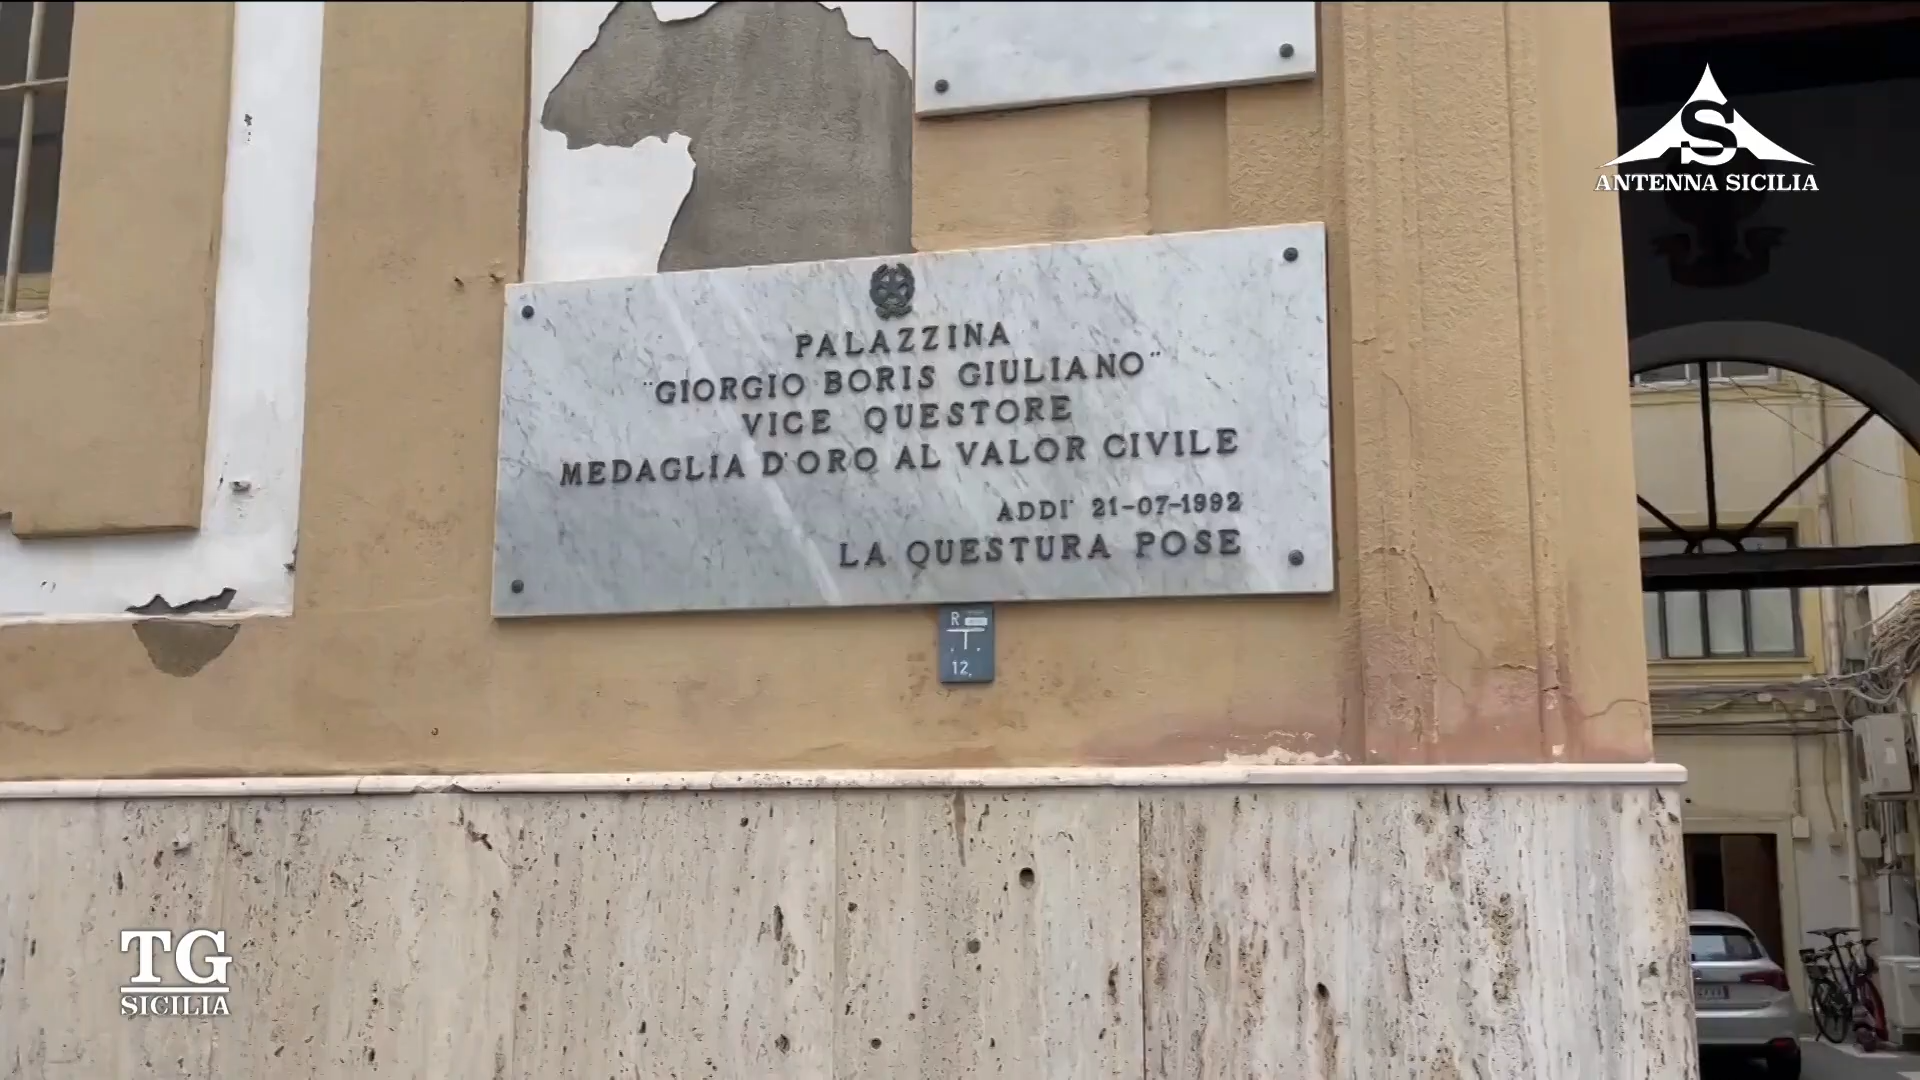 S
ANTENNA SICILIA
PALAZZINA
"GIORGIO BORIS GIULIANO"
VICE QUESTORE
MEDAGLIA D'ORO AL VALOR CIVILE
ADDI' 21-07-1992
LA QUESTURA POSE
R
T
12,
TG
SICILIA